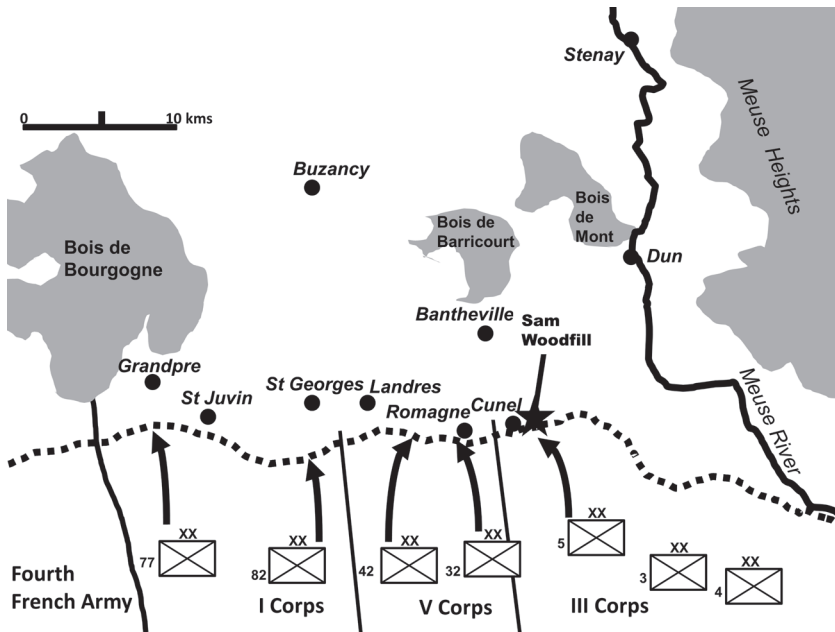 Stenay
0 10 kms
Meuse Heights
Buzancy
Bois de
Mont
Bois de
Barricourt
Bois de
Bourgogne
Dun
Bantheville
Sam
Woodfill
Grandpre
St Juvin
St Georges
Landres
Romagne
Cunel
Meuse River
XX
77
XX
82
XX
42
XX
32
XX
5
XX
3
XX
4
Fourth
French Army
I Corps
V Corps
III Corps